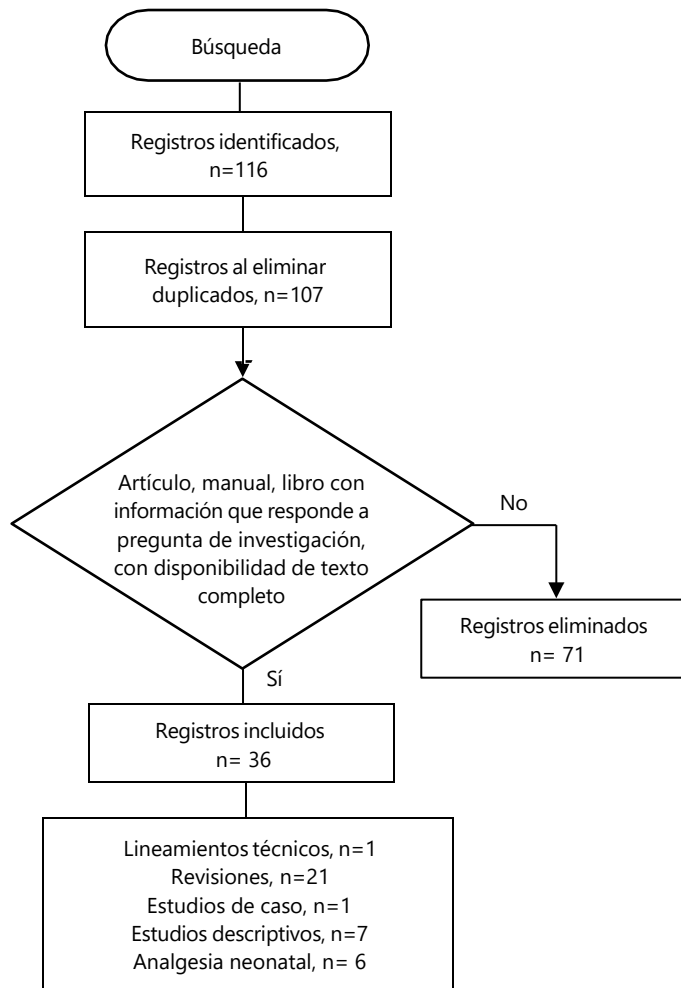 Búsqueda
Registros identificados,
n=116
Registros al eliminar
duplicados, n=107
Artículo, manual, libro con
información que responde a
pregunta de investigación,
con disponibilidad de texto
completo
No
Registros eliminados
n= 71
Sí
Registros incluidos
n= 36
Lineamientos técnicos, n=1
Revisiones, n=21
Estudios de caso, n=1
Estudios descriptivos, n=7
Analgesia neonatal, n= 6